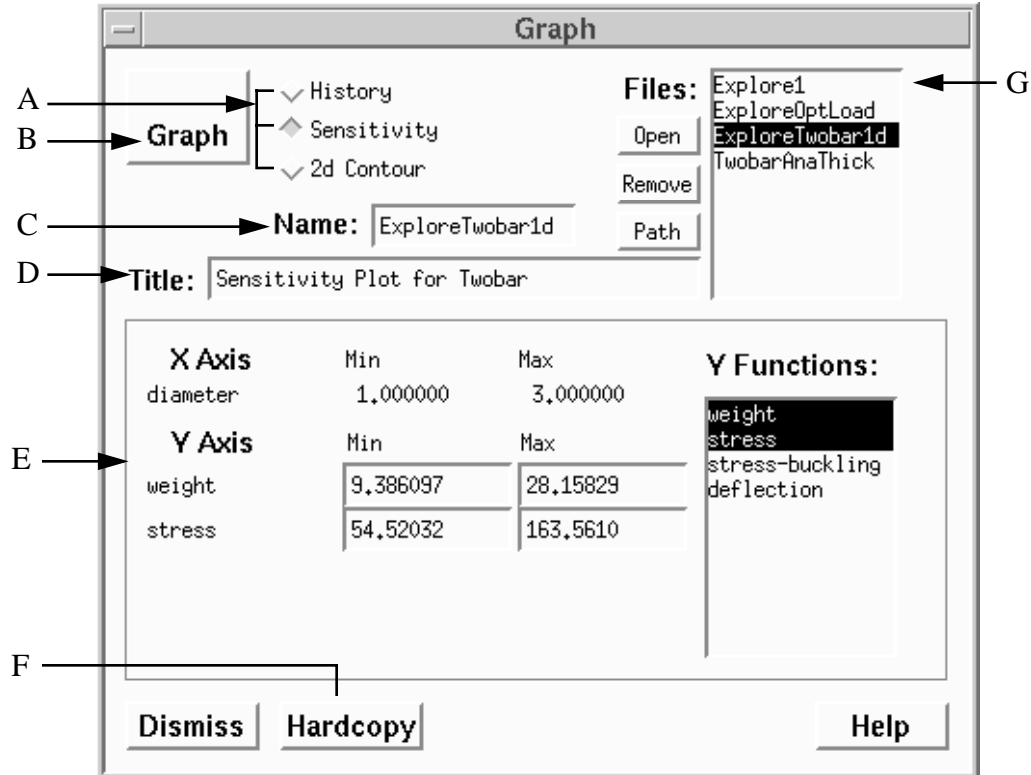 Graph
A
B
Graph
History
Sensitivity
2d Contour
Files:
Open
Remove
Path
Explore1
ExploreOptLoad
ExploreTwobar1d
TwobarAnaThick
G
C
Name: ExploreTwobar1d
D
Title: Sensitivity Plot for Twobar
X Axis Min Max
diameter 1.000000 3.000000
Y Axis Min Max
E
weight 9.386097 28.15829
stress 54.52032 163.5610
Y Functions:
weight
stress
stress-buckling
deflection
F
Dismiss Hardcopy Help